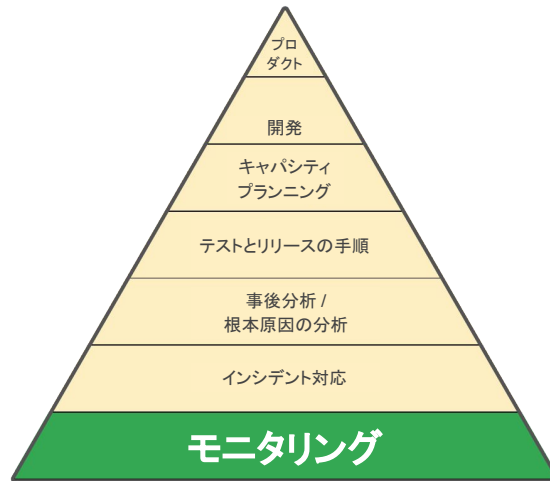 プロ
ダクト
開発
キャパシティ
プランニング
テストとリリースの手順
事後分析 /
根本原因の分析
インシデント対応
モニタリング